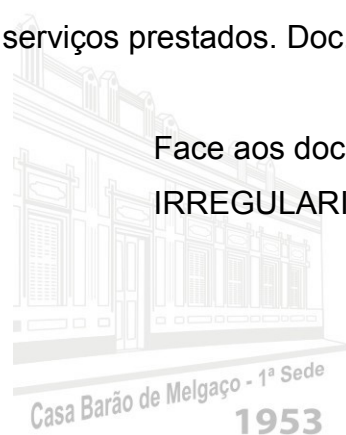 serviços prestados. Doc
Face aos doc
IRREGULARI
Casa Barão de Melgaço - 1ª Sede
1953